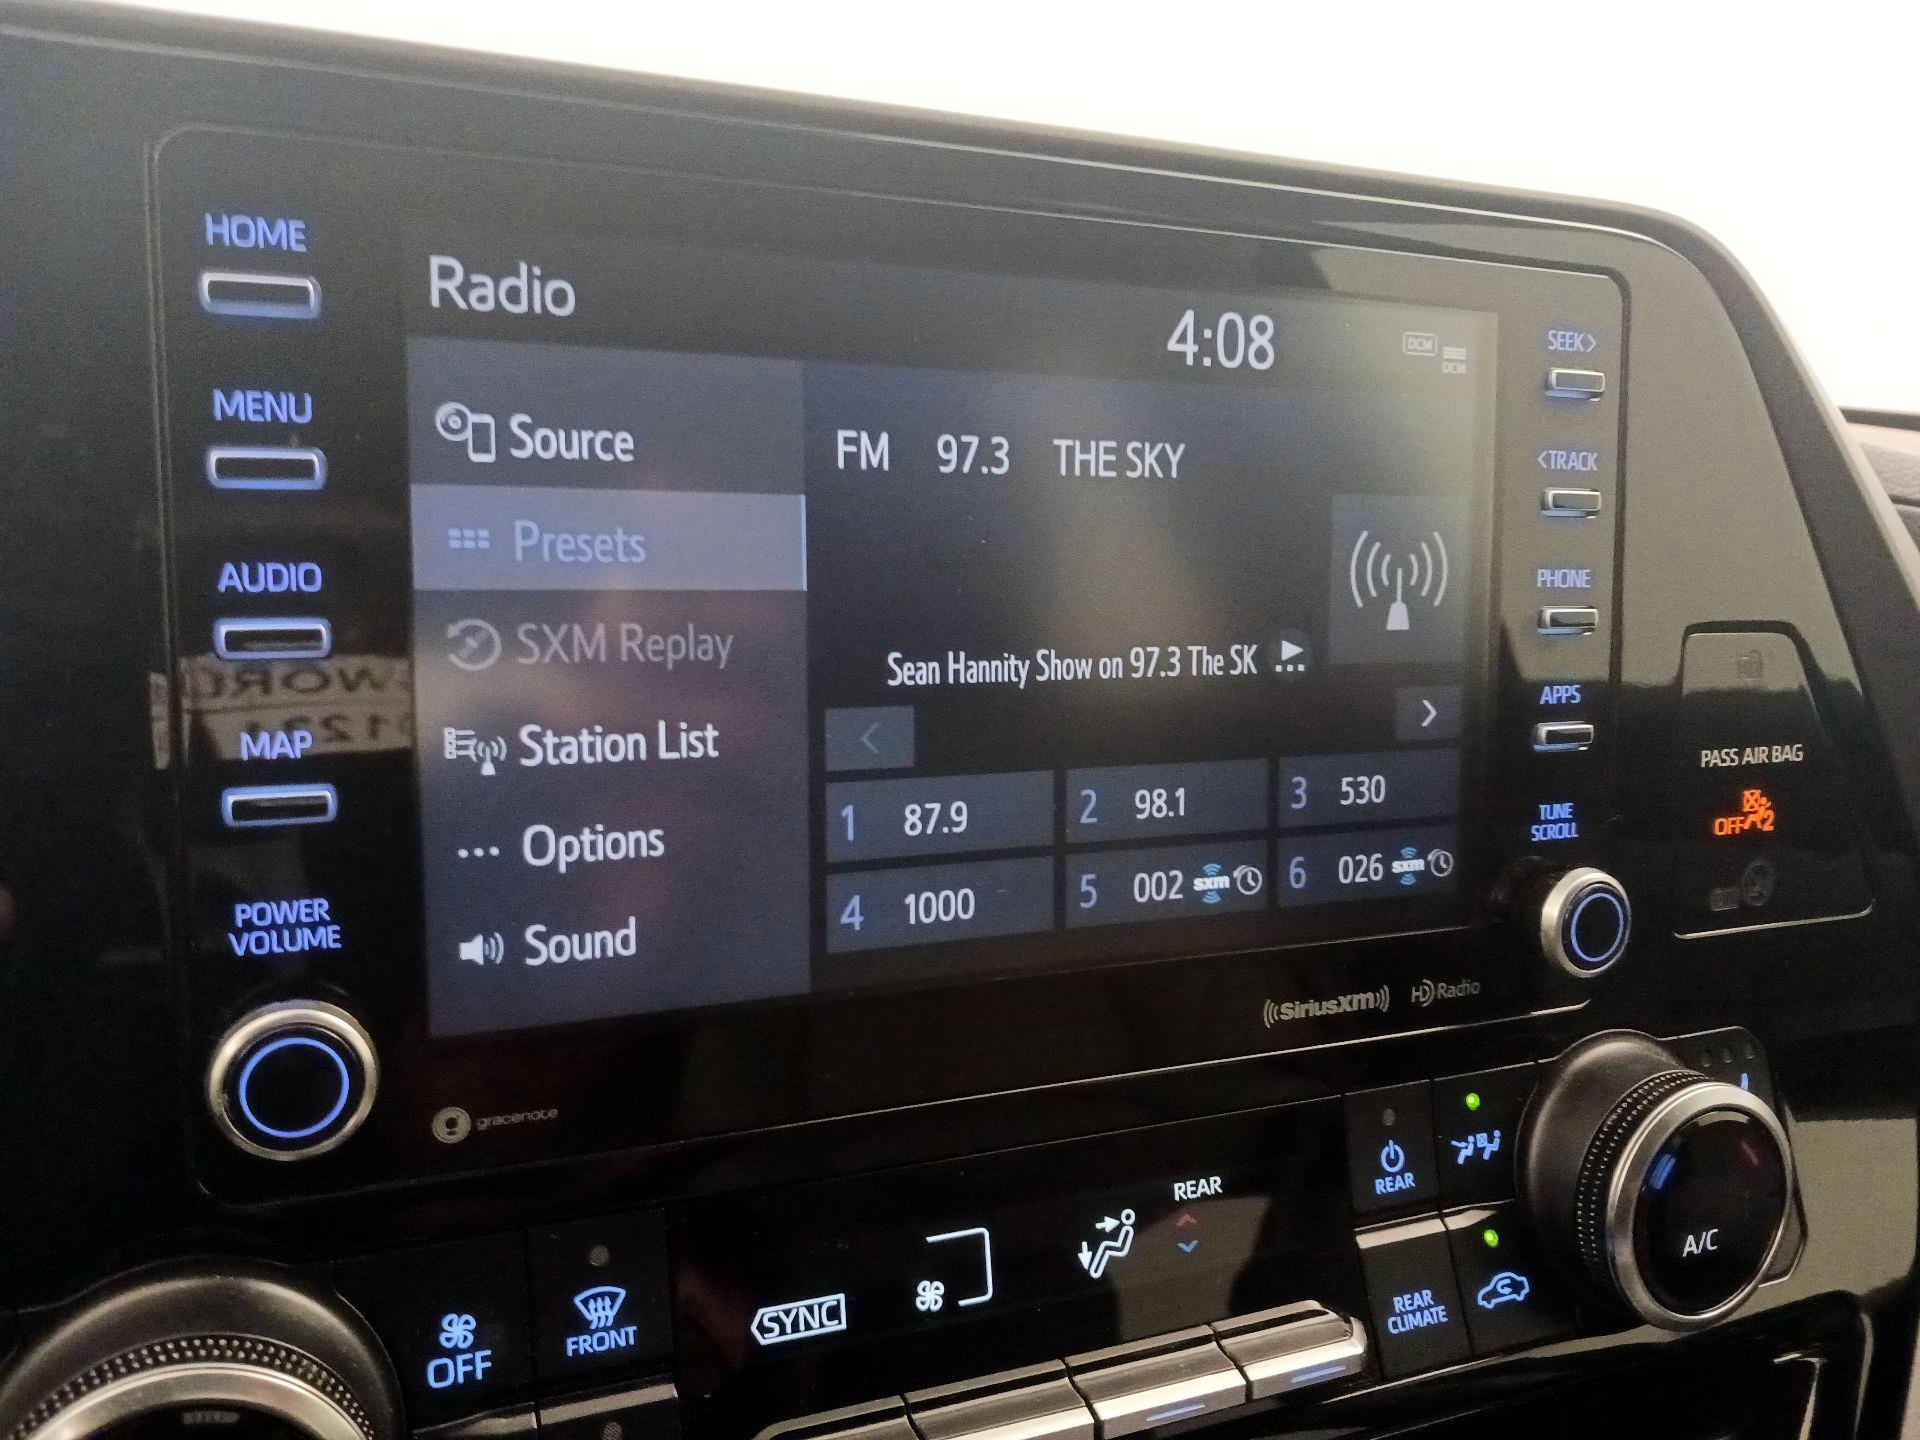 HOME
MENU
AUDIO
MAP
POWER
VOLUME
Radio
4:08
DCM
DCM
Source
Presets
SXM Replay
Station List
Options
Sound
FM 97.3 THE SKY
Sean Hannity Show on 97.3 The SK
1 87.9
2 98.1
3 530
4 1000
5 002 sxm
6 026 sxm
SEEK>
<TRACK
PHONE
APPS
TUNE
SCROLL
PASS AIR BAG
OFF 2
((SiriusXM))
HD Radio
gracenote
OFF
FRONT
SYNC
REAR
REAR
REAR
CLIMATE
A/C